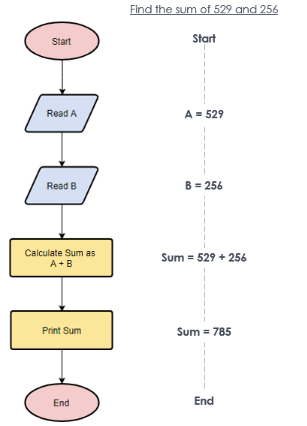 Find the sum of 529 and 256
Start
Start
Read A
A = 529
Read B
B = 256
Calculate Sum as
A + B
Sum = 529 + 256
Print Sum
Sum = 785
End
End